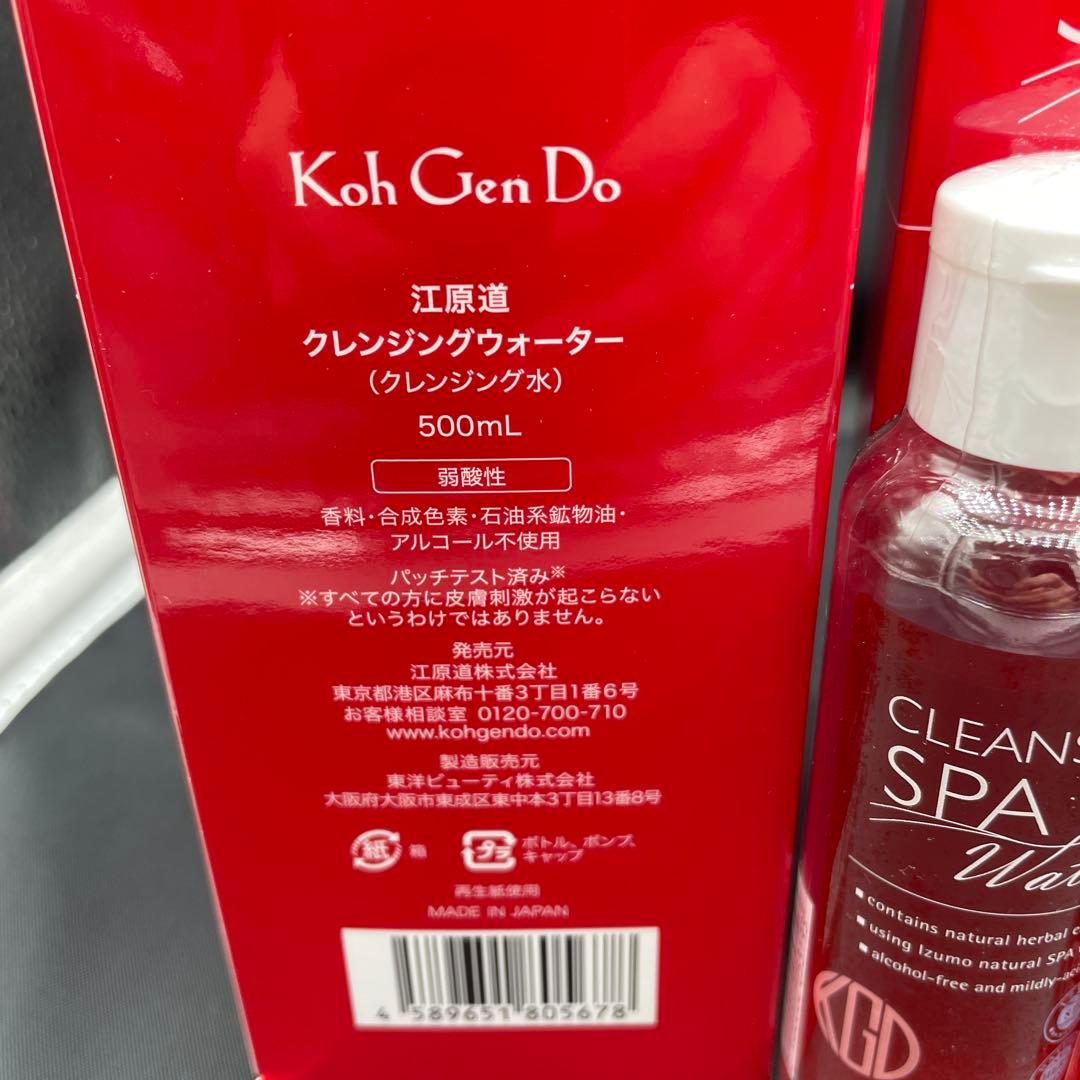 Koh Gen Do
江原道
クレンジングウォーター
(クレンジング水)
500mL
弱酸性
香料・合成色素・石油系鉱物油・
アルコール不使用
パッチテスト済み※
※すべての方に皮膚刺激が起こらない
というわけではありません。
発売元
江原道株式会社
東京都港区麻布十番3丁目1番6号
お客様相談室 0120-700-710
www.kohgendo.com
製造販売元
東洋ビューティ株式会社
大阪府大阪市東成区東中本3丁目13番8号
紙 箱
プラ ボトル、ポンプ、
キャップ
再生紙使用
MADE IN JAPAN
4 589651 805678
CLEANS
SPA
Wat
■contains natural herbal e
■using Izumo natural SPA
■alcohol-free and mildly-ac
KGD